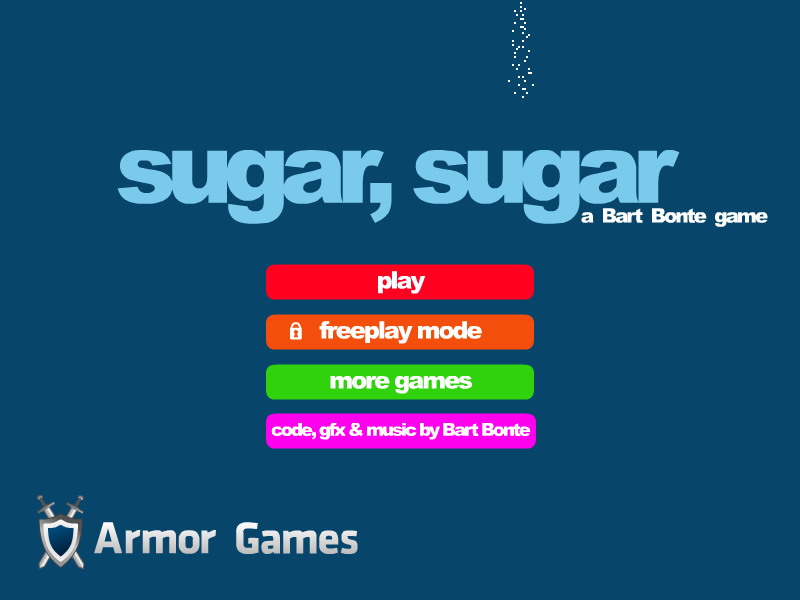 sugar, sugar
a Bart Bonte game
play
freeplay mode
more games
code, gfx & music by Bart Bonte
Armor Games